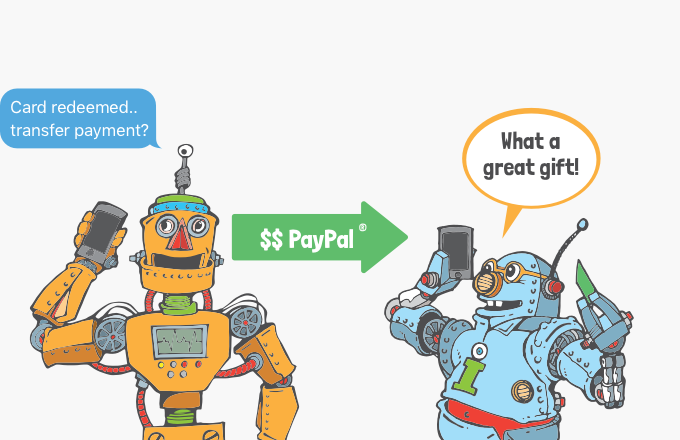 Card redeemed..
transfer payment?
What a
great gift!
$$ PayPal ®
I